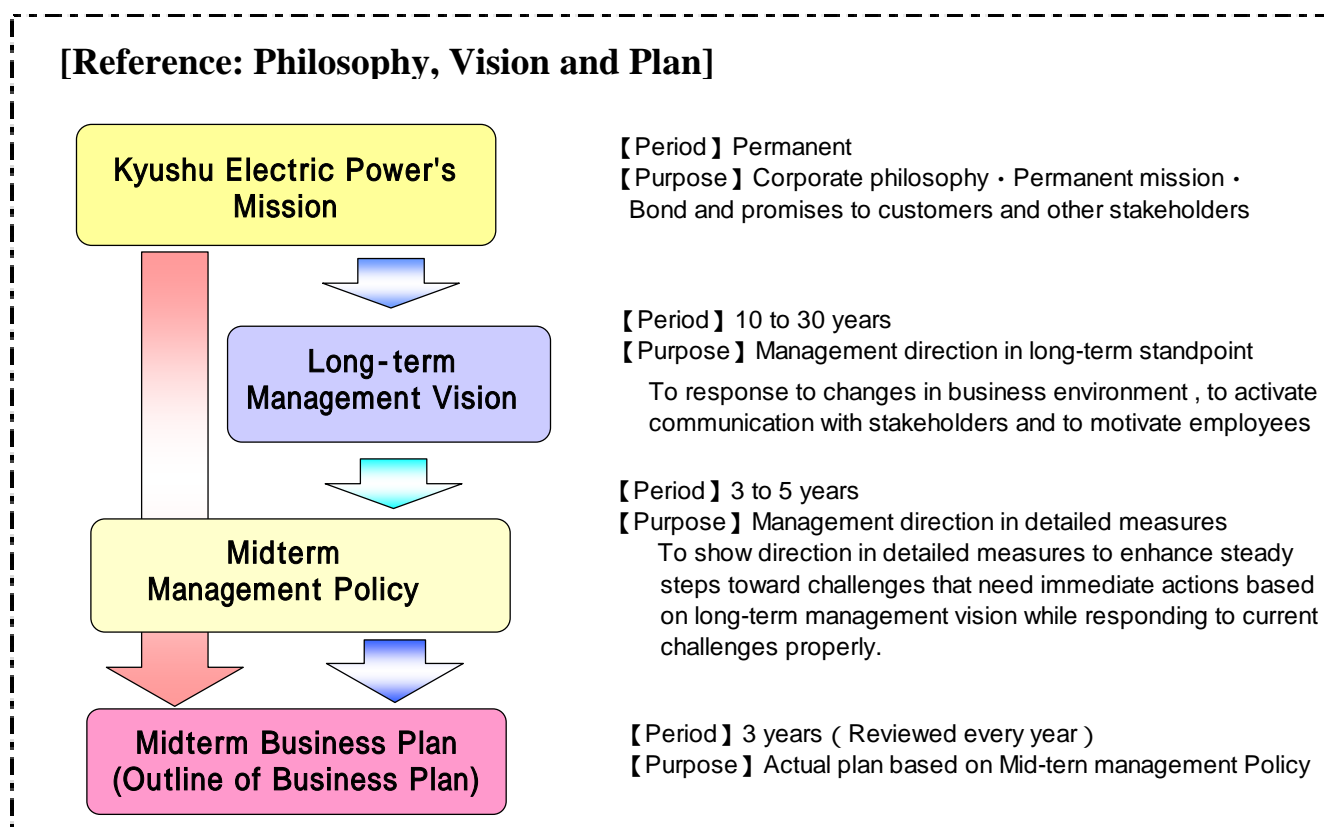 [Reference: Philosophy, Vision and Plan]
Kyushu Electric Power's
Mission
【Period】Permanent
【Purpose】Corporate philosophy・Permanent mission・
Bond and promises to customers and other stakeholders
Long-term
Management Vision
【Period】10 to 30 years
【Purpose】Management direction in long-term standpoint
To response to changes in business environment , to activate
communication with stakeholders and to motivate employees
Midterm
Management Policy
【Period】3 to 5 years
【Purpose】Management direction in detailed measures
To show direction in detailed measures to enhance steady
steps toward challenges that need immediate actions based
on long-term management vision while responding to current
challenges properly.
Midterm Business Plan
(Outline of Business Plan)
【Period】3 years（Reviewed every year）
【Purpose】Actual plan based on Mid-tern management Policy